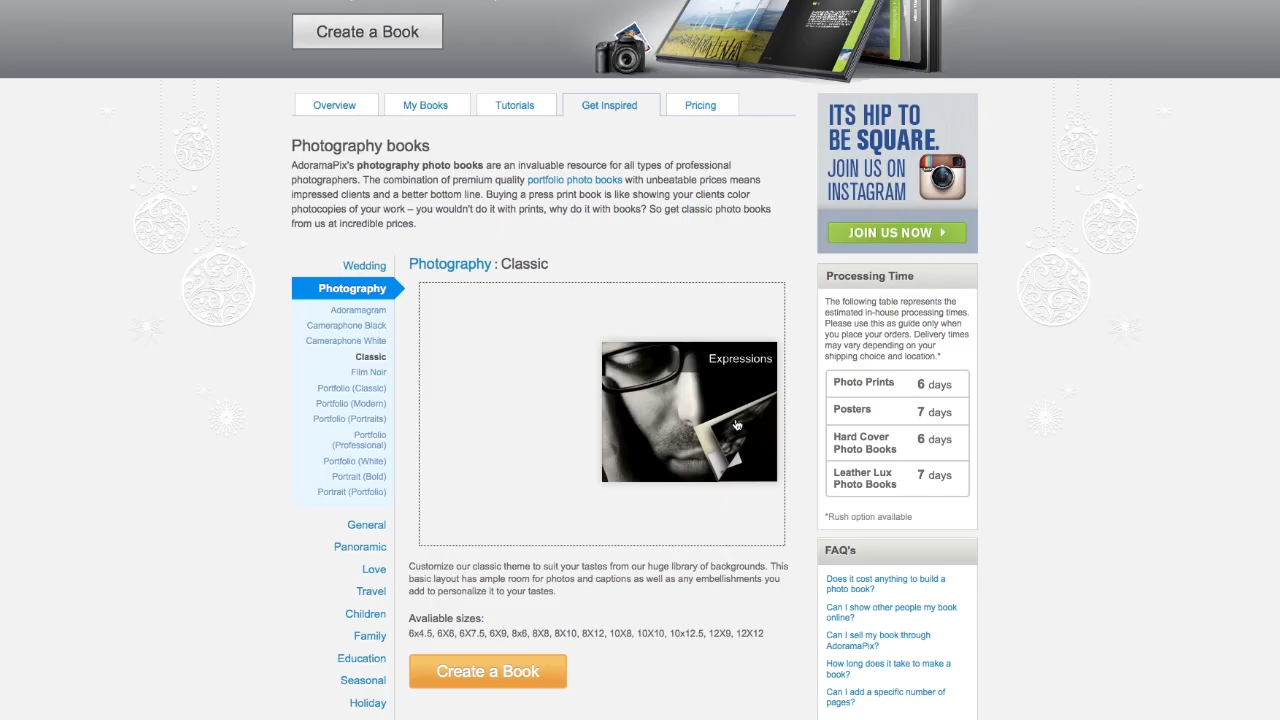 Create a Book
Overview
My Books
Tutorials
Get Inspired
Pricing
Photography books
AdoramaPix's photography photo books are an invaluable resource for all types of professional
photographers. The combination of premium quality portfolio photo books with unbeatable prices means
impressed clients and a better bottom line. Buying a press print book is like showing your clients color
photocopies of your work – you wouldn't do it with prints, why do it with books? So get classic photo books
from us at incredible prices.
Wedding
Photography
Adoramagram
Cameraphone Black
Cameraphone White
Classic
Film Noir
Portfolio (Classic)
Portfolio (Modern)
Portfolio (Portraits)
Portfolio
(Professional)
Portfolio (White)
Portrait (Bold)
Portrait (Portfolio)
General
Panoramic
Love
Travel
Children
Family
Education
Seasonal
Holiday
Photography : Classic
Expressions
Customize our classic theme to suit your tastes from our huge library of backgrounds. This
basic layout has ample room for photos and captions as well as any embellishments you
add to personalize it to your tastes.
Available sizes:
6x4.5, 6X6, 6X7.5, 6X9, 8x6, 8X8, 8X10, 8X12, 10X8, 10X10, 10x12.5, 12X9, 12X12
Create a Book
ITS HIP TO
BE SQUARE.
JOIN US ON
INSTAGRAM
JOIN US NOW
Processing Time
The following table represents the
estimated in-house processing times.
Please use this as guide only when
you place your orders. Delivery times
may vary depending on your
shipping choice and location.*
Photo Prints 6 days
Posters 7 days
Hard Cover
Photo Books 6 days
Leather Lux
Photo Books 7 days
*Rush option available
FAQ's
Does it cost anything to build a
photo book?
Can I show other people my book
online?
Can I sell my book through
AdoramaPix?
How long does it take to make a
book?
Can I add a specific number of
pages?